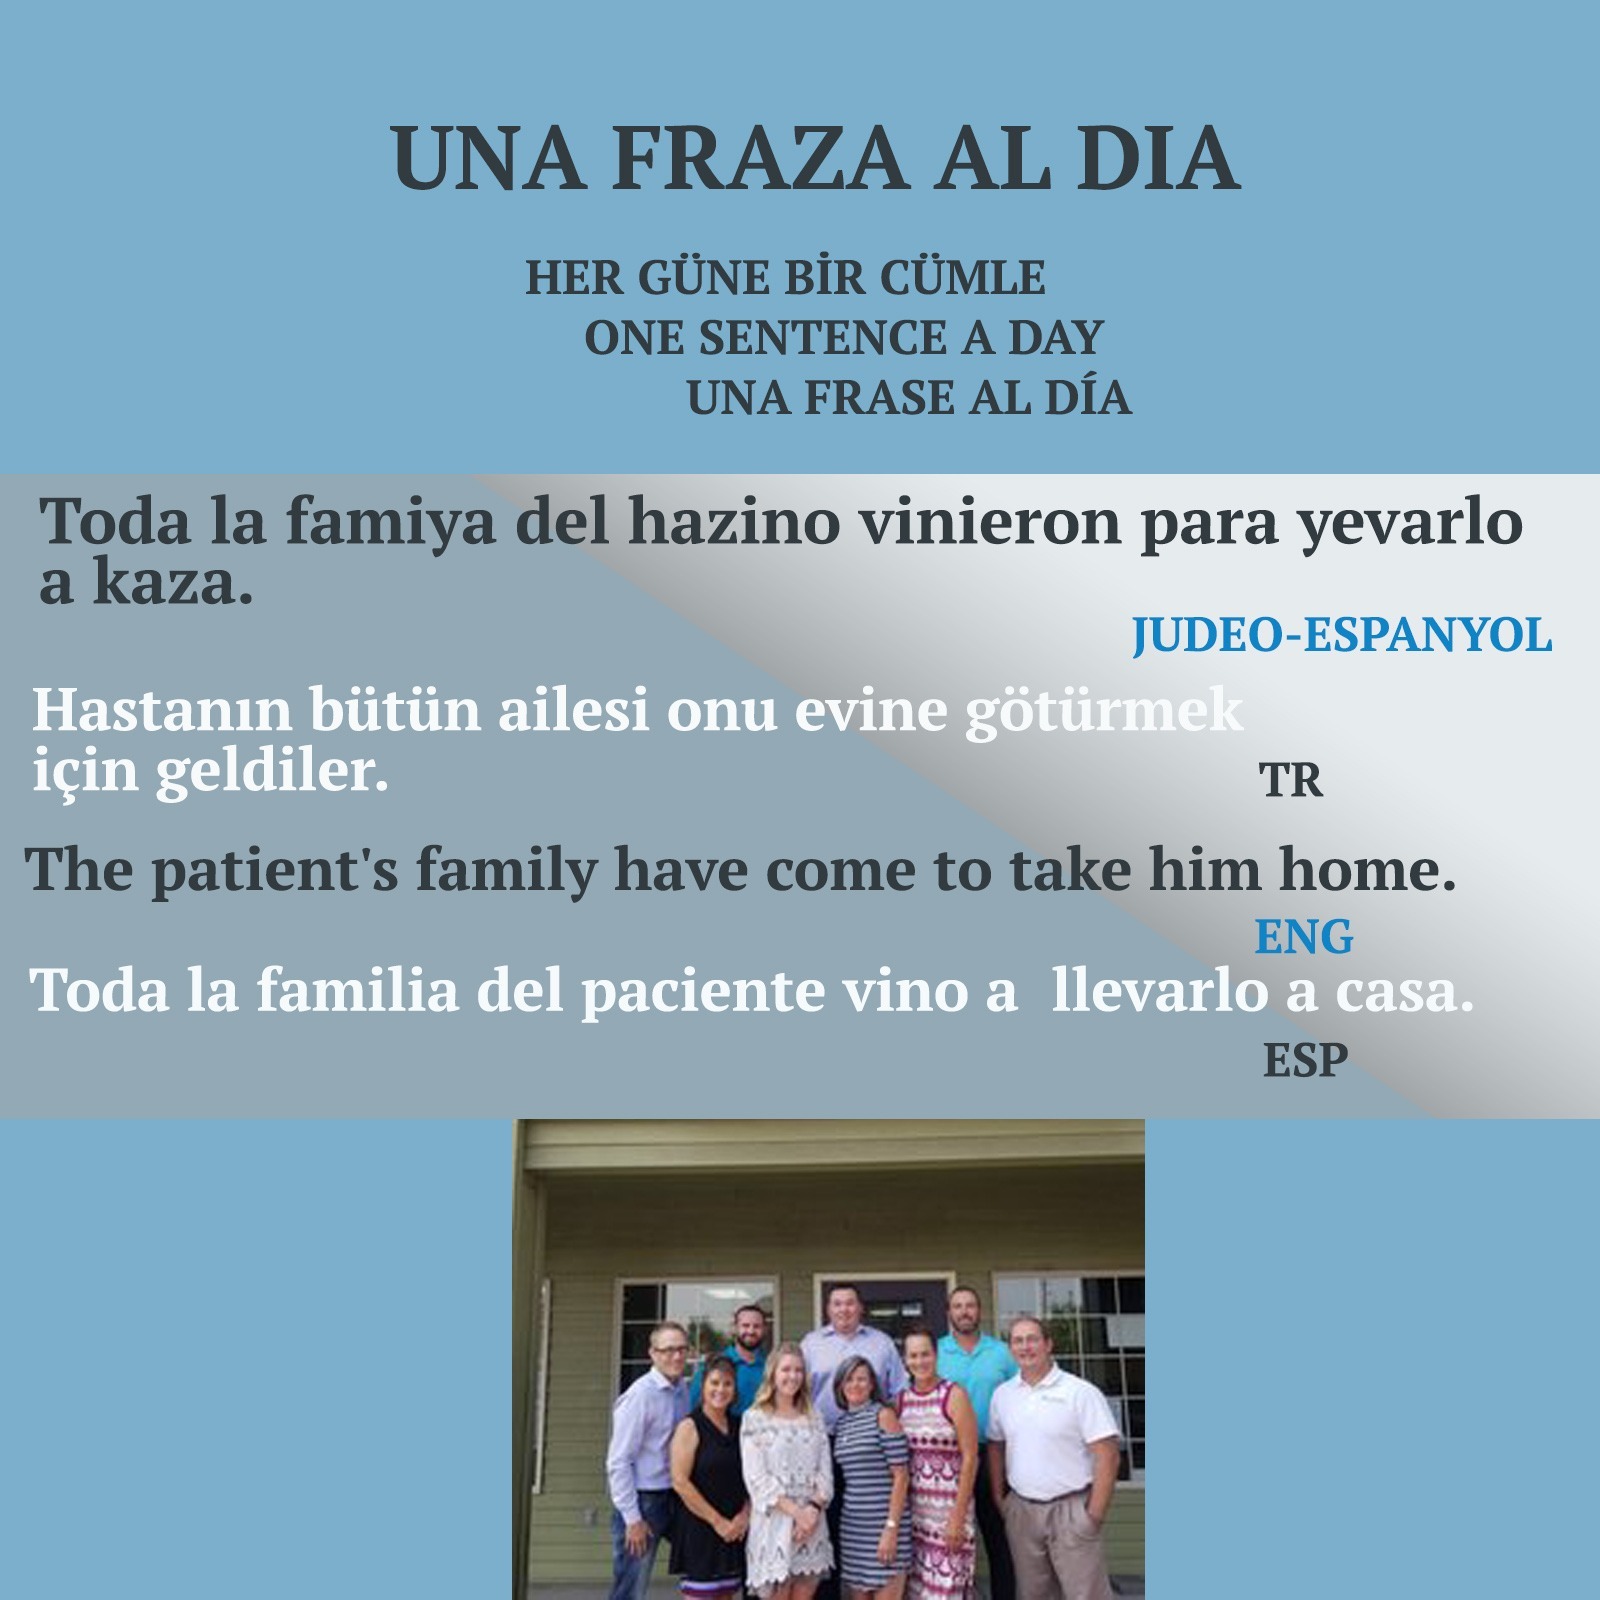 UNA FRAZA AL DIA
HER GÜNE BİR CÜMLE
ONE SENTENCE A DAY
UNA FRASE AL DÍA
Toda la famiya del hazino vinieron para yevarlo
a kaza.
JUDEO-ESPANYOL
Hastanın bütün ailesi onu evine götürmek
için geldiler.
TR
The patient's family have come to take him home.
ENG
Toda la familia del paciente vino a  llevarlo a casa.
ESP